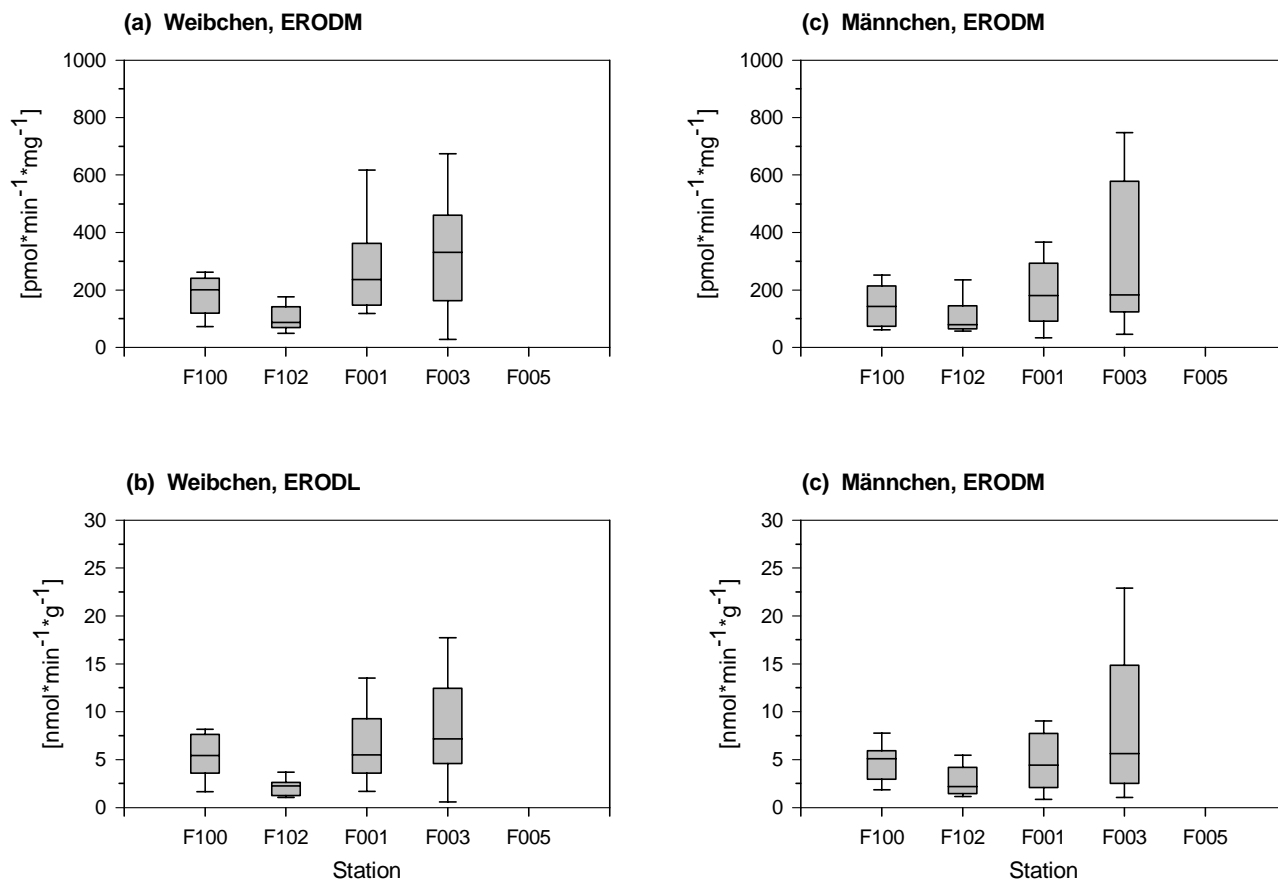 (a) Weibchen, ERODM
1000
800
600
400
200
0
[pmol*min⁻¹*mg⁻¹]
F100 F102 F001 F003 F005
(c) Männchen, ERODM
1000
800
600
400
200
0
[pmol*min⁻¹*mg⁻¹]
F100 F102 F001 F003 F005
(b) Weibchen, ERODL
30
25
20
15
10
5
0
[nmol*min⁻¹*g⁻¹]
F100 F102 F001 F003 F005
Station
(c) Männchen, ERODM
30
25
20
15
10
5
0
[nmol*min⁻¹*g⁻¹]
F100 F102 F001 F003 F005
Station